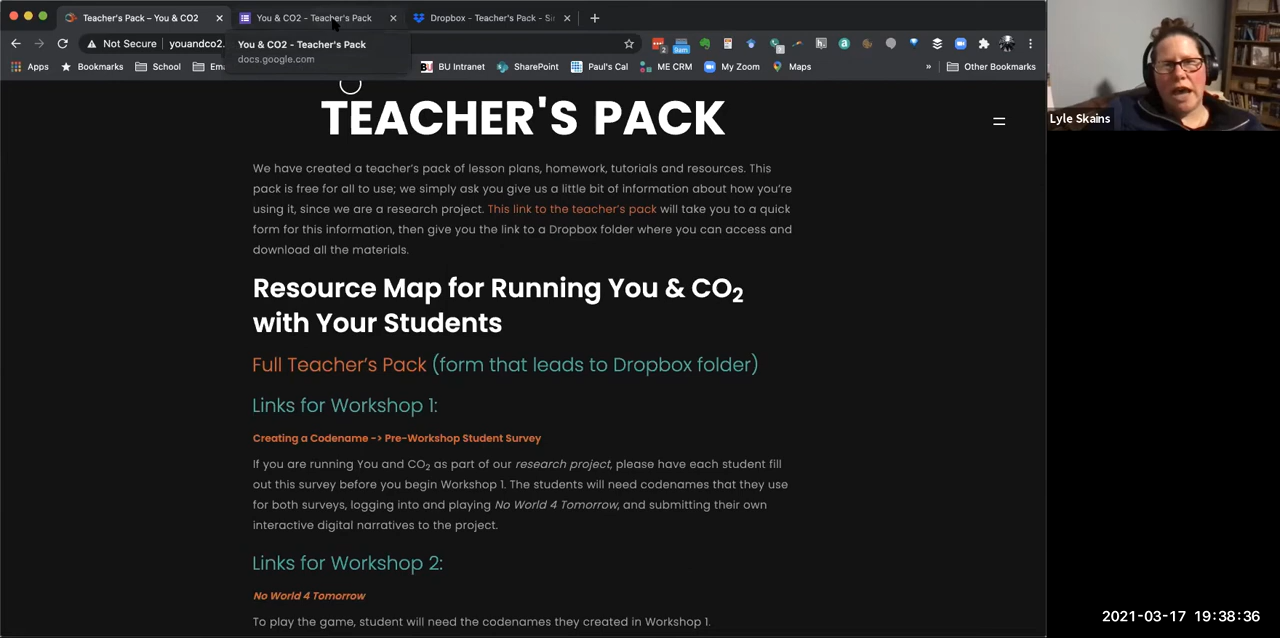 Teacher's Pack – You & CO2
You & CO2 - Teacher's Pack
Dropbox - Teacher's Pack - Si
Not Secure
youandco2.
You & CO2 - Teacher's Pack
docs.google.com
Apps
Bookmarks
School
Em
BU Intranet
SharePoint
Paul's Cal
ME CRM
My Zoom
Maps
»
Other Bookmarks
Lyle Skains
TEACHER'S PACK
We have created a teacher's pack of lesson plans, homework, tutorials and resources. This
pack is free for all to use; we simply ask you give us a little bit of information about how you're
using it, since we are a research project. This link to the teacher's pack will take you to a quick
form for this information, then give you the link to a Dropbox folder where you can access and
download all the materials.
Resource Map for Running You & CO2
with Your Students
Full Teacher's Pack (form that leads to Dropbox folder)
Links for Workshop 1:
Creating a Codename -> Pre-Workshop Student Survey
If you are running You and CO2 as part of our research project, please have each student fill
out this survey before you begin Workshop 1. The students will need codenames that they use
for both surveys, logging into and playing No World 4 Tomorrow, and submitting their own
interactive digital narratives to the project.
Links for Workshop 2:
No World 4 Tomorrow
To play the game, student will need the codenames they created in Workshop 1.
2021-03-17 19:38:36